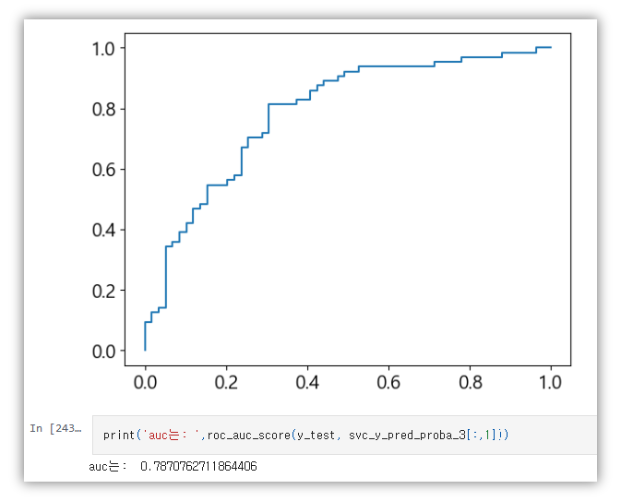 1.0
0.8
0.6
0.4
0.2
0.0
0.0 0.2 0.4 0.6 0.8 1.0
In [243…
print('auc는: ',roc_auc_score(y_test, svc_y_pred_proba_3[:,1]))
auc는:  0.7870762711864406